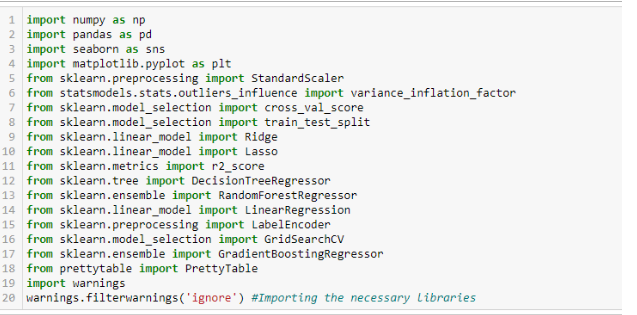 1 import numpy as np
2 import pandas as pd
3 import seaborn as sns
4 import matplotlib.pyplot as plt
5 from sklearn.preprocessing import StandardScaler
6 from statsmodels.stats.outliers_influence import variance_inflation_factor
7 from sklearn.model_selection import cross_val_score
8 from sklearn.model_selection import train_test_split
9 from sklearn.linear_model import Ridge
10 from sklearn.linear_model import Lasso
11 from sklearn.metrics import r2_score
12 from sklearn.tree import DecisionTreeRegressor
13 from sklearn.ensemble import RandomForestRegressor
14 from sklearn.linear_model import LinearRegression
15 from sklearn.preprocessing import LabelEncoder
16 from sklearn.model_selection import GridSearchCV
17 from sklearn.ensemble import GradientBoostingRegressor
18 from prettytable import PrettyTable
19 import warnings
20 warnings.filterwarnings('ignore') #Importing the necessary Libraries